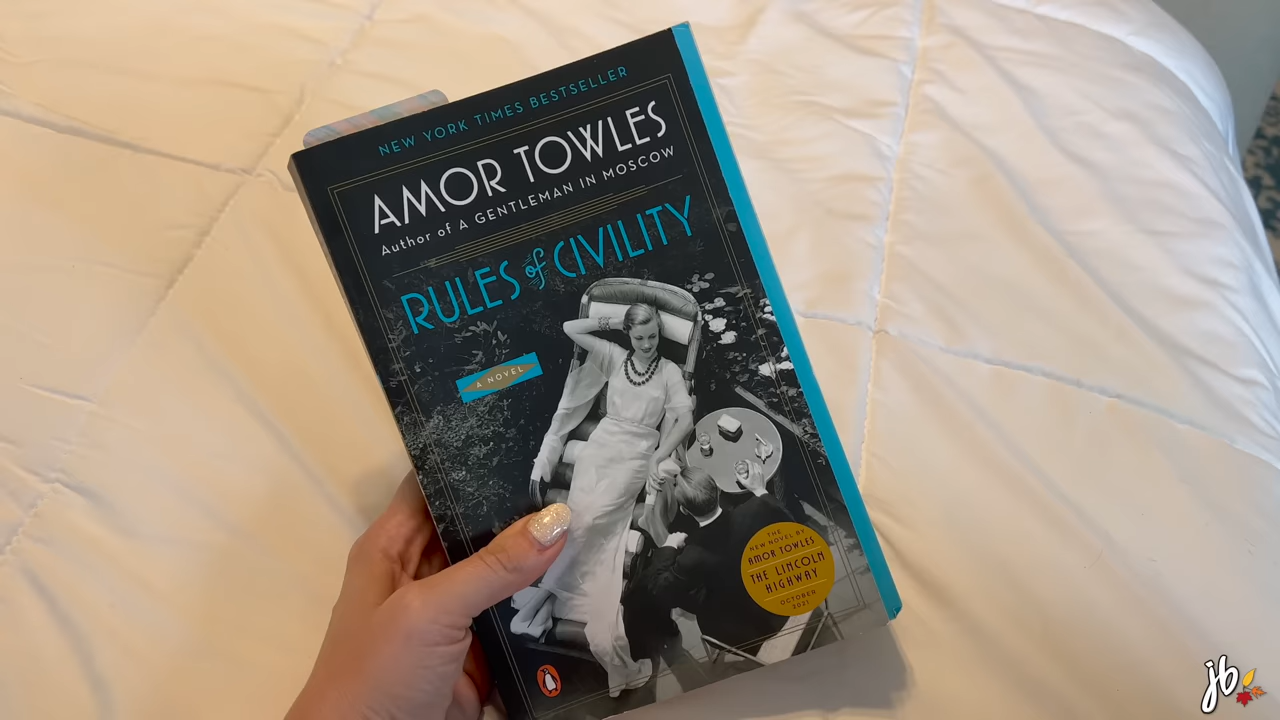 NEW YORK TIMES BESTSELLER
AMOR TOWLES
Author of A GENTLEMAN IN MOSCOW
RULES of CIVILITY
A NOVEL
THE
NEW NOVEL BY
AMOR TOWLES
THE LINCOLN
HIGHWAY
OCTOBER
2021
jb